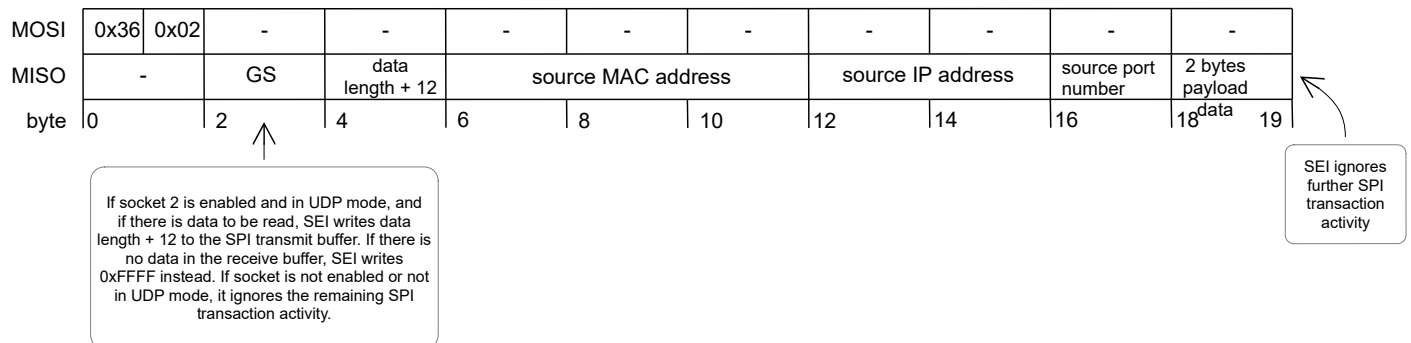 MOSI 0x36 0x02 - - - - - - - - -
MISO - GS data length + 12 source MAC address source IP address source port number 2 bytes payload data
byte 0 2 4 6 8 10 12 14 16 18 19
If socket 2 is enabled and in UDP mode, and
if there is data to be read, SEI writes data
length + 12 to the SPI transmit buffer. If there is
no data in the receive buffer, SEI writes
0xFFFF instead. If socket is not enabled or not
in UDP mode, it ignores the remaining SPI
transaction activity.
SEI ignores
further SPI
transaction
activity